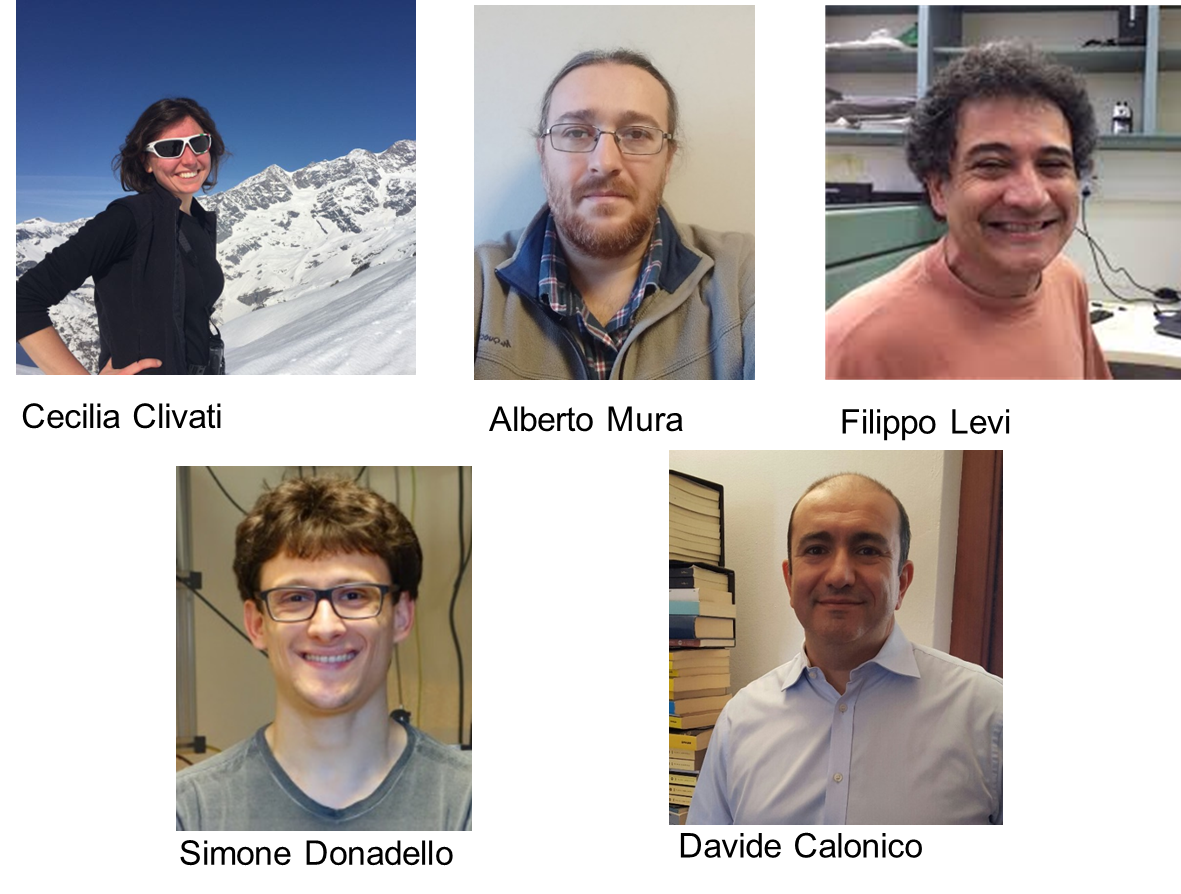 Cecilia Clivati
Alberto Mura
Filippo Levi
Simone Donadello
Davide Calonico